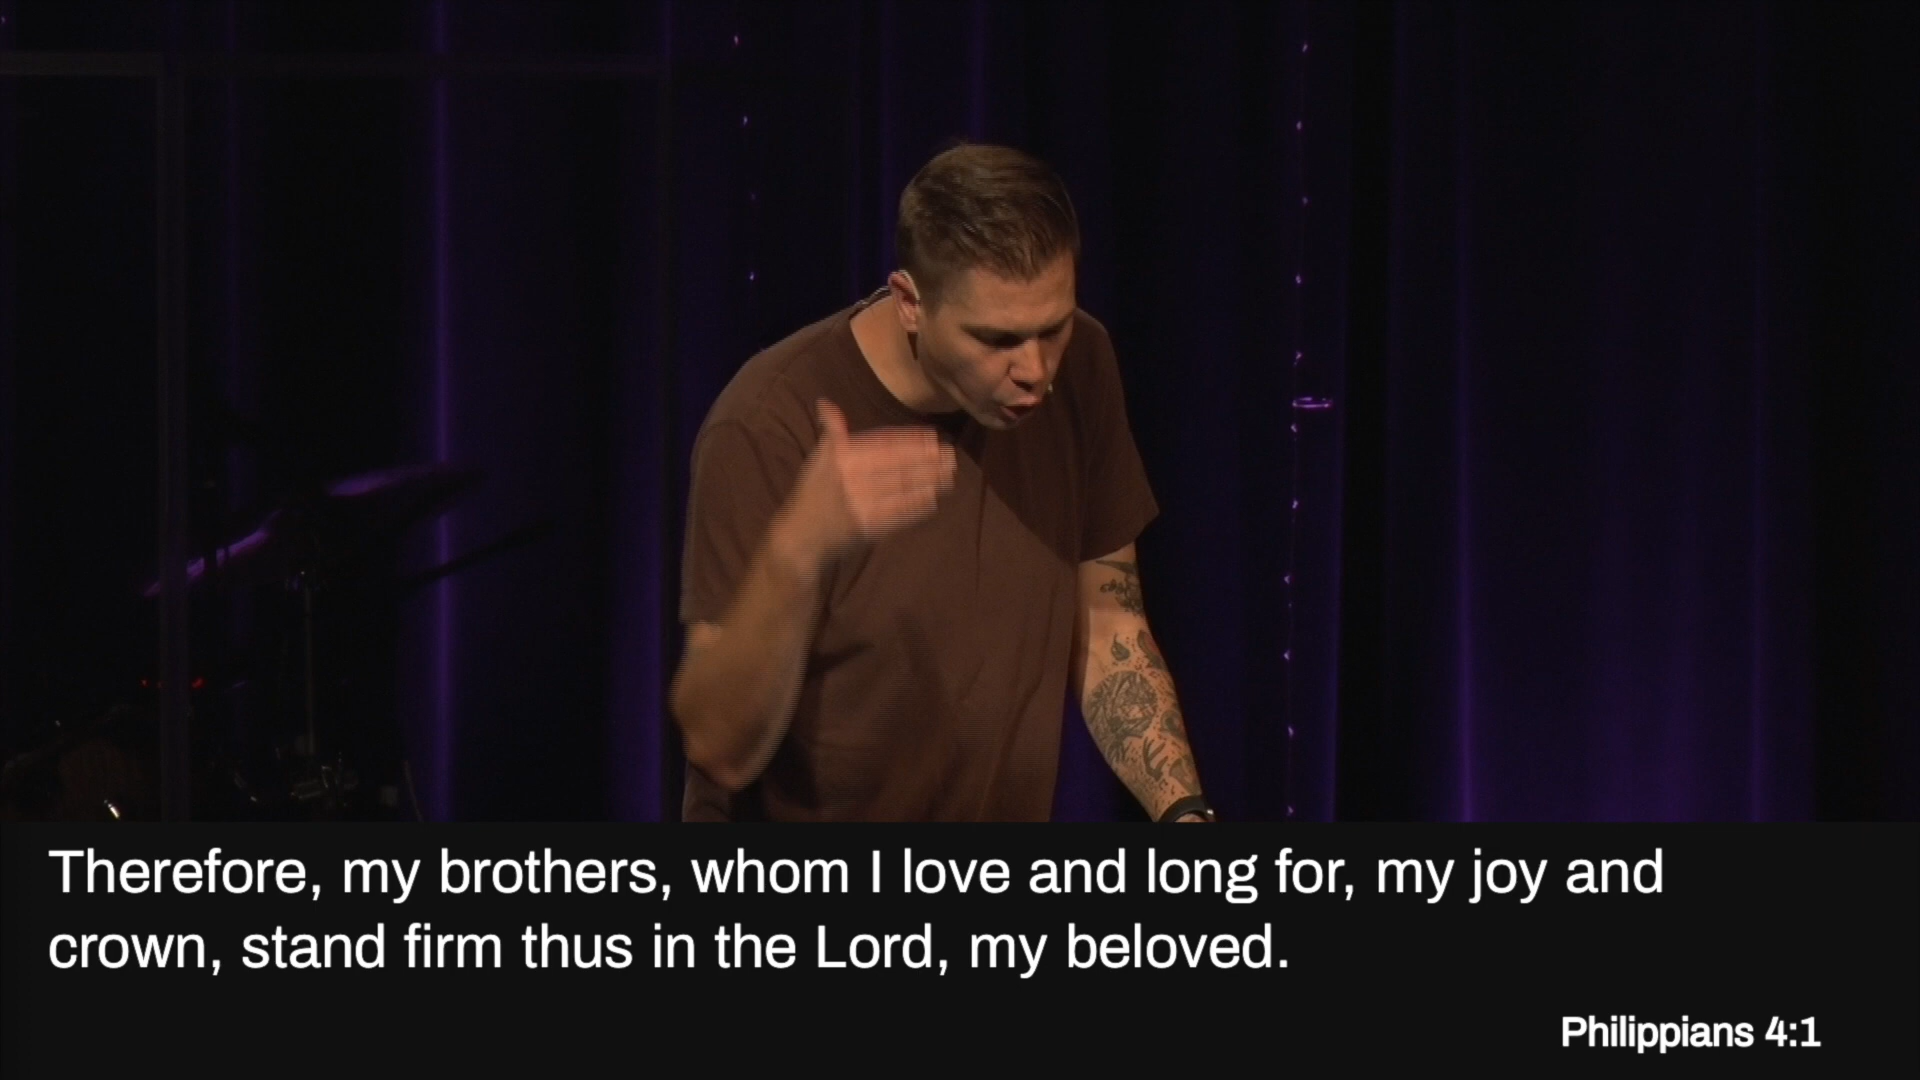 Therefore, my brothers, whom I love and long for, my joy and
crown, stand firm thus in the Lord, my beloved.
Philippians 4:1